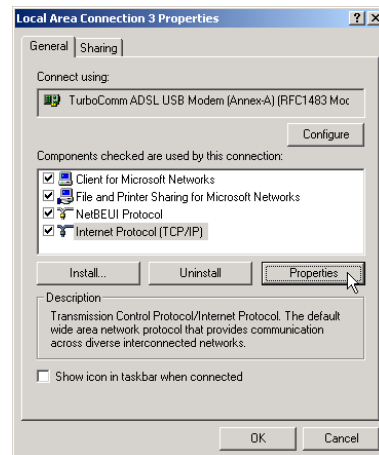 Local Area Connection 3 Properties
General
Sharing
Connect using:
TurboComm ADSL USB Modem (Annex-A) (RFC1483 Moc
Configure
Components checked are used by this connection:
Client for Microsoft Networks
File and Printer Sharing for Microsoft Networks
NetBEUI Protocol
Internet Protocol (TCP/IP)
Install...
Uninstall
Properties
Description
Transmission Control Protocol/Internet Protocol. The default
wide area network protocol that provides communication
across diverse interconnected networks.
Show icon in taskbar when connected
OK
Cancel